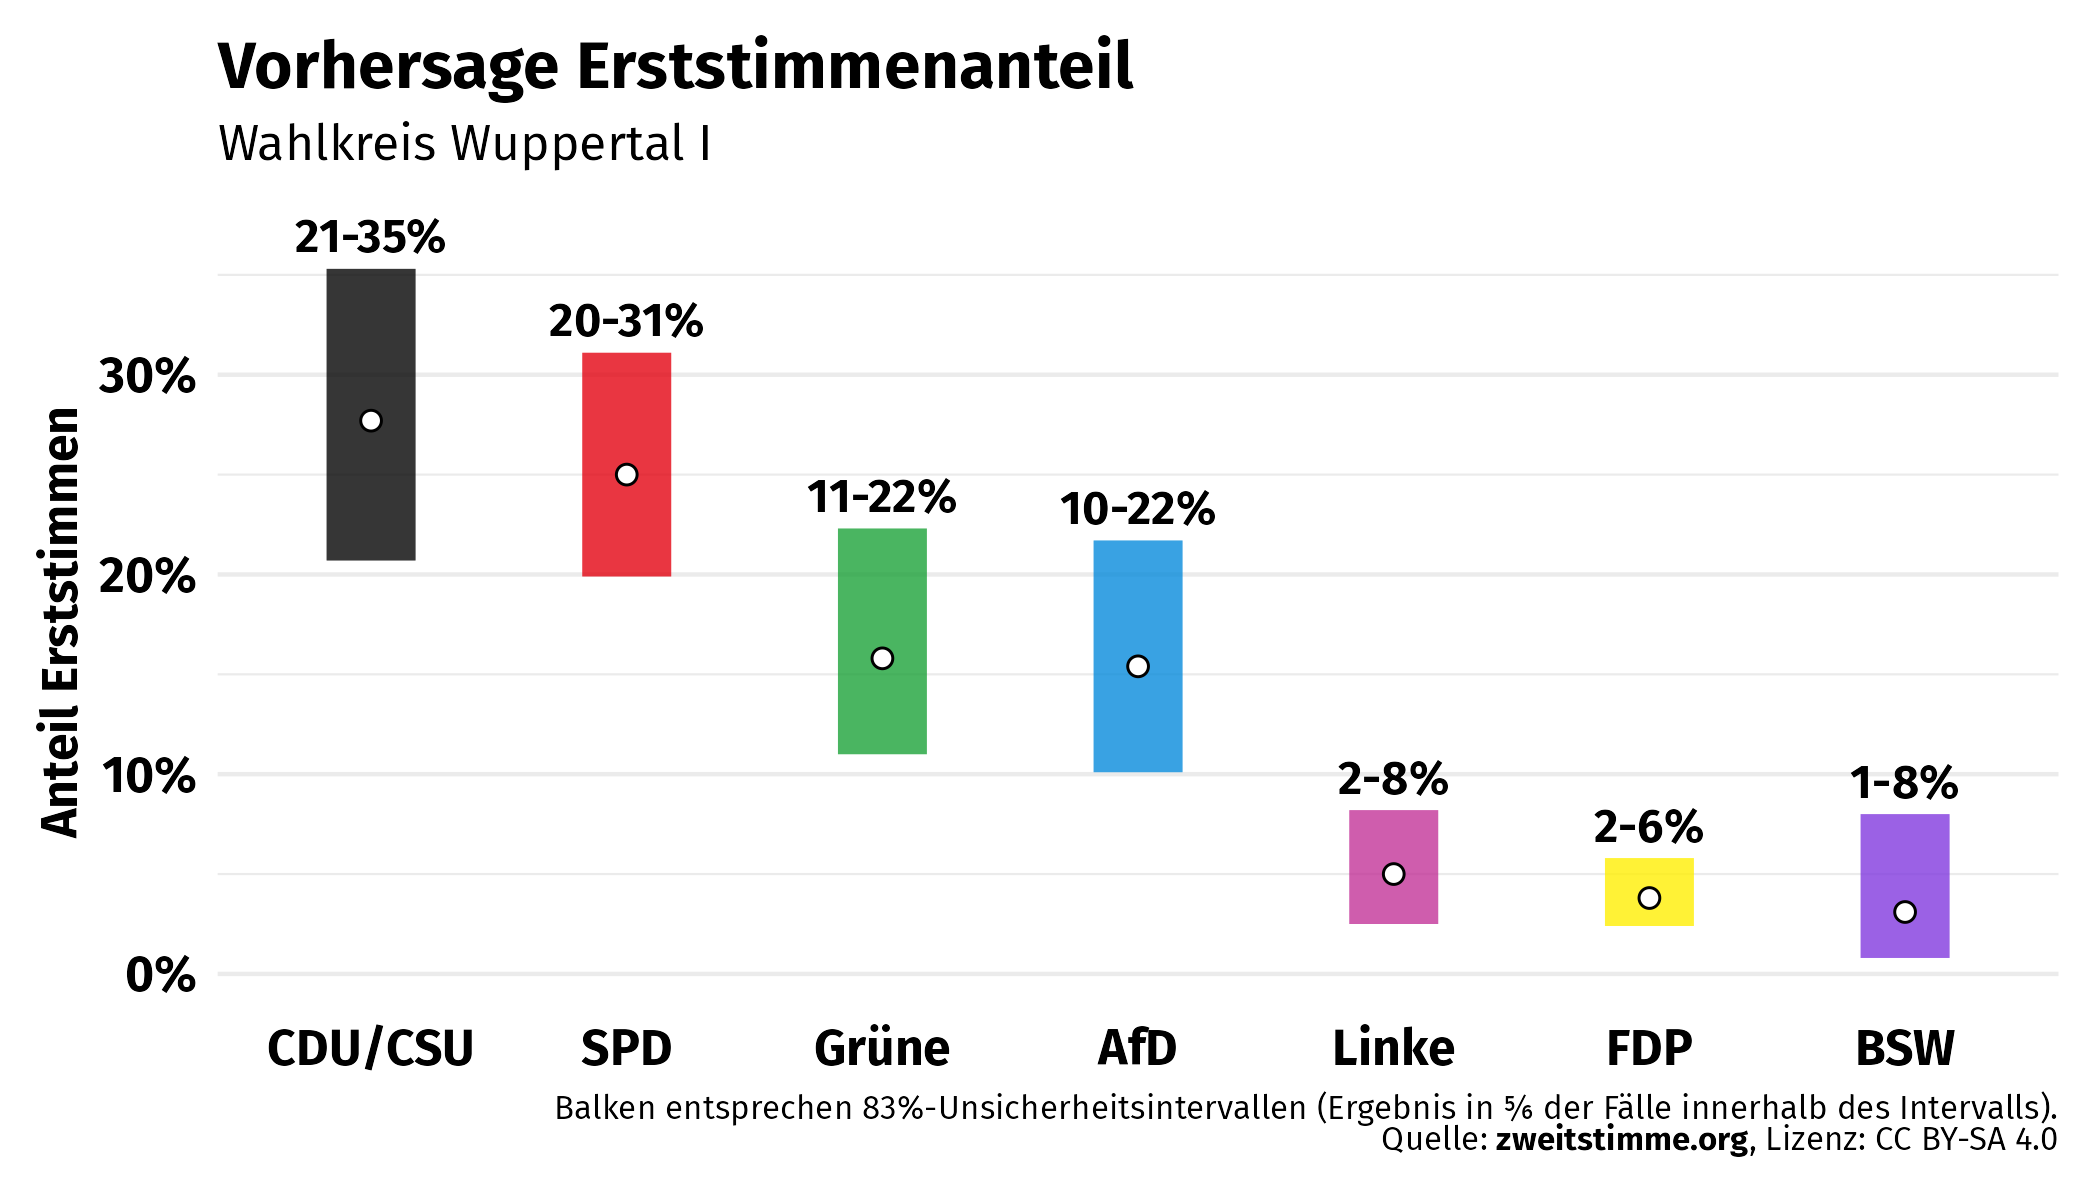 Vorhersage Erststimmenanteil
Wahlkreis Wuppertal I
21-35%
20-31%
11-22%
10-22%
2-8%
2-6%
1-8%
Anteil Erststimmen
30%
20%
10%
0%
CDU/CSU SPD Grüne AfD Linke FDP BSW
Balken entsprechen 83%-Unsicherheitsintervallen (Ergebnis in ⅚ der Fälle innerhalb des Intervalls).
Quelle: zweitstimme.org, Lizenz: CC BY-SA 4.0